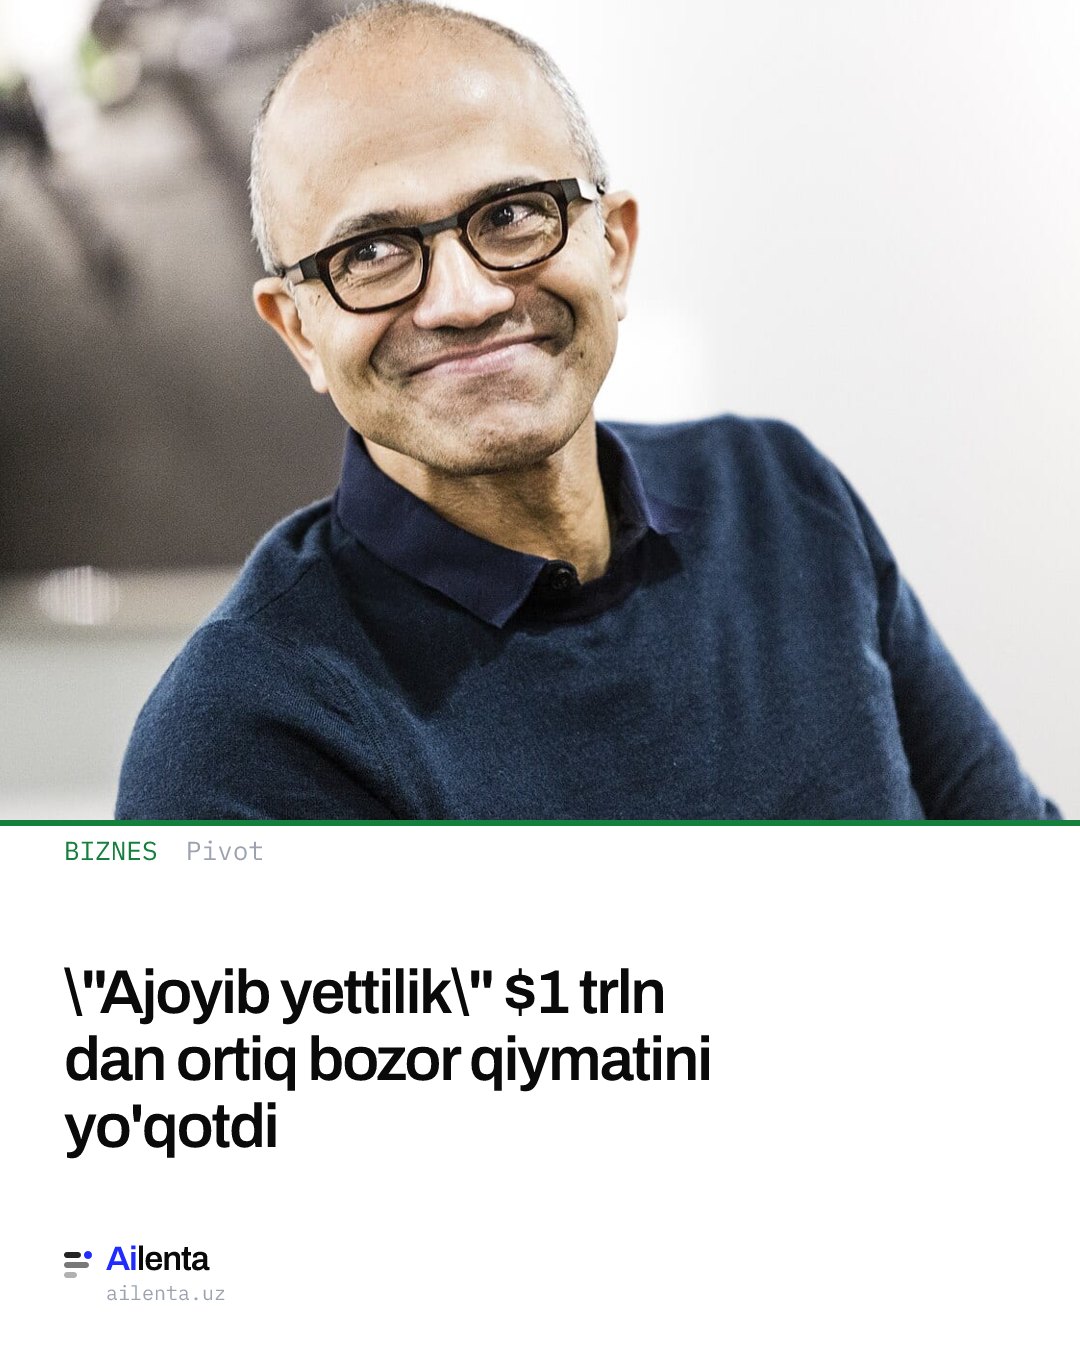 BIZNES Pivot
\"Ajoyib yettilik\" $1 trln
dan ortiq bozor qiymatini
yo'qotdi
Ailenta
ailenta.uz